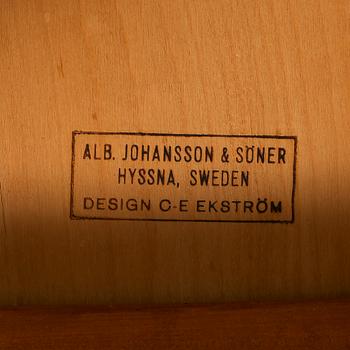 ALB. JOHANSSON & SÖNER
HYSSNA, SWEDEN
DESIGN C-E EKSTRÖM